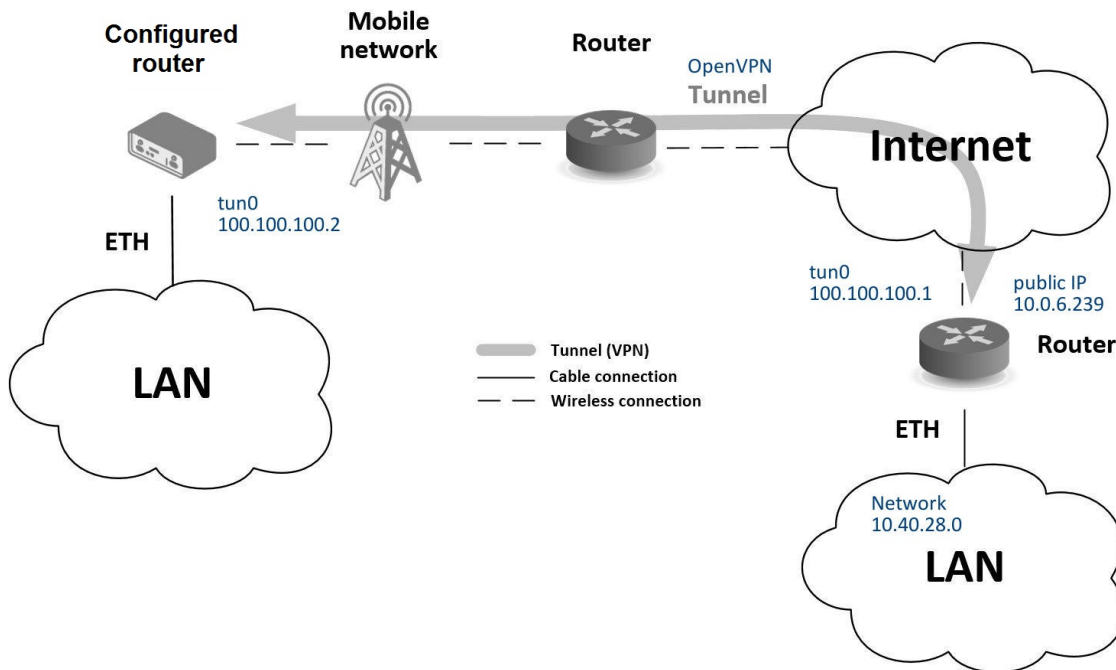 Configured
router
Mobile
network
Router
OpenVPN
Tunnel
Internet
tun0
100.100.100.2
ETH
LAN
tun0
100.100.100.1
public IP
10.0.6.239
Router
Tunnel (VPN)
Cable connection
Wireless connection
ETH
Network
10.40.28.0
LAN